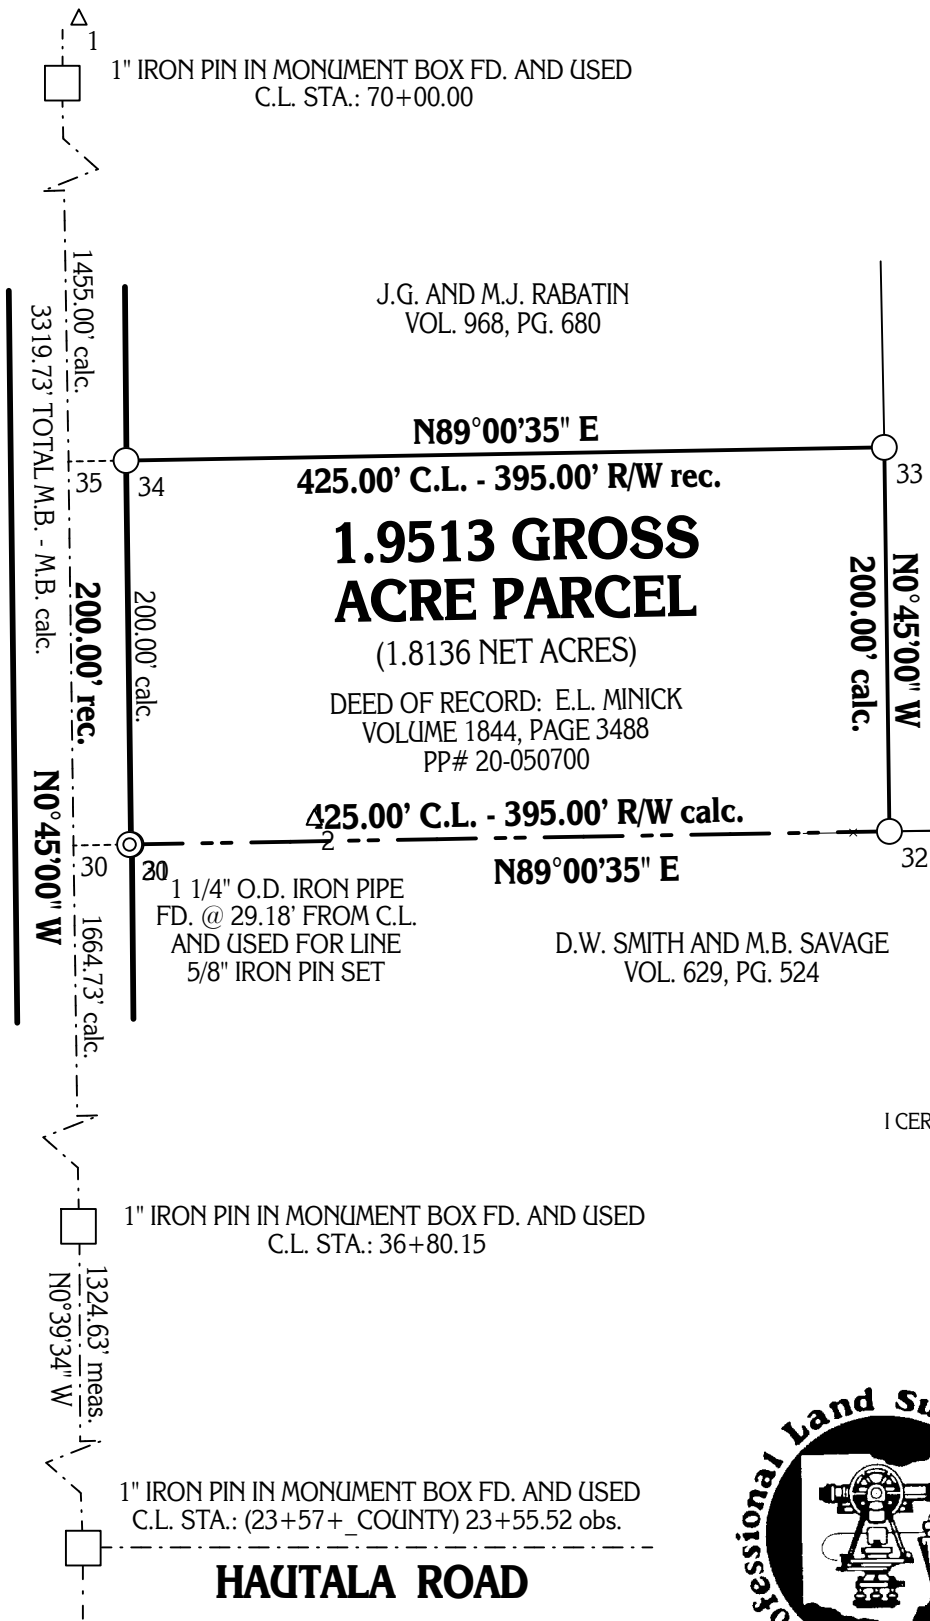 1
1" IRON PIN IN MONUMENT BOX FD. AND USED
C.L. STA.: 70+00.00
1455.00' calc.
3319.73' TOTAL M.B. - M.B. calc.
J.G. AND M.J. RABATIN
VOL. 968, PG. 680
N89°00'35" E
425.00' C.L. - 395.00' R/W rec.
35
34
33
1.9513 GROSS
ACRE PARCEL
(1.8136 NET ACRES)
DEED OF RECORD: E.L. MINICK
VOLUME 1844, PAGE 3488
PP# 20-050700
200.00' rec.
200.00' calc.
N0°45'00" W
200.00' calc.
N0°45'00" W
425.00' C.L. - 395.00' R/W calc.
2
N89°00'35" E
30
32
1 1/4" O.D. IRON PIPE
FD. @ 29.18' FROM C.L.
AND USED FOR LINE
5/8" IRON PIN SET
D.W. SMITH AND M.B. SAVAGE
VOL. 629, PG. 524
1664.73' calc.
I CER
1" IRON PIN IN MONUMENT BOX FD. AND USED
C.L. STA.: 36+80.15
1324.63' meas.
N0°39'34" W
1" IRON PIN IN MONUMENT BOX FD. AND USED
C.L. STA.: (23+57+_COUNTY) 23+55.52 obs.
HAUTALA ROAD
ofessional Land Su